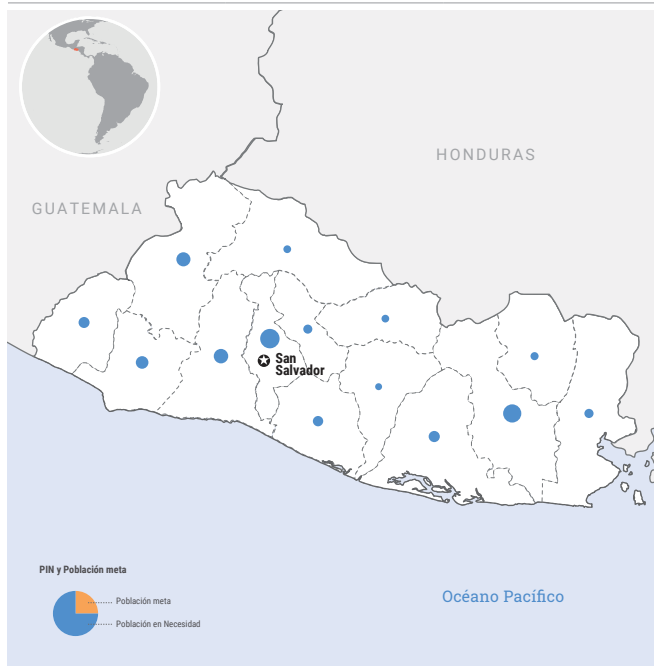 HONDURAS
GUATEMALA
San
Salvador
PIN y Población meta
Población meta
Población en Necesidad
Océano Pacífico